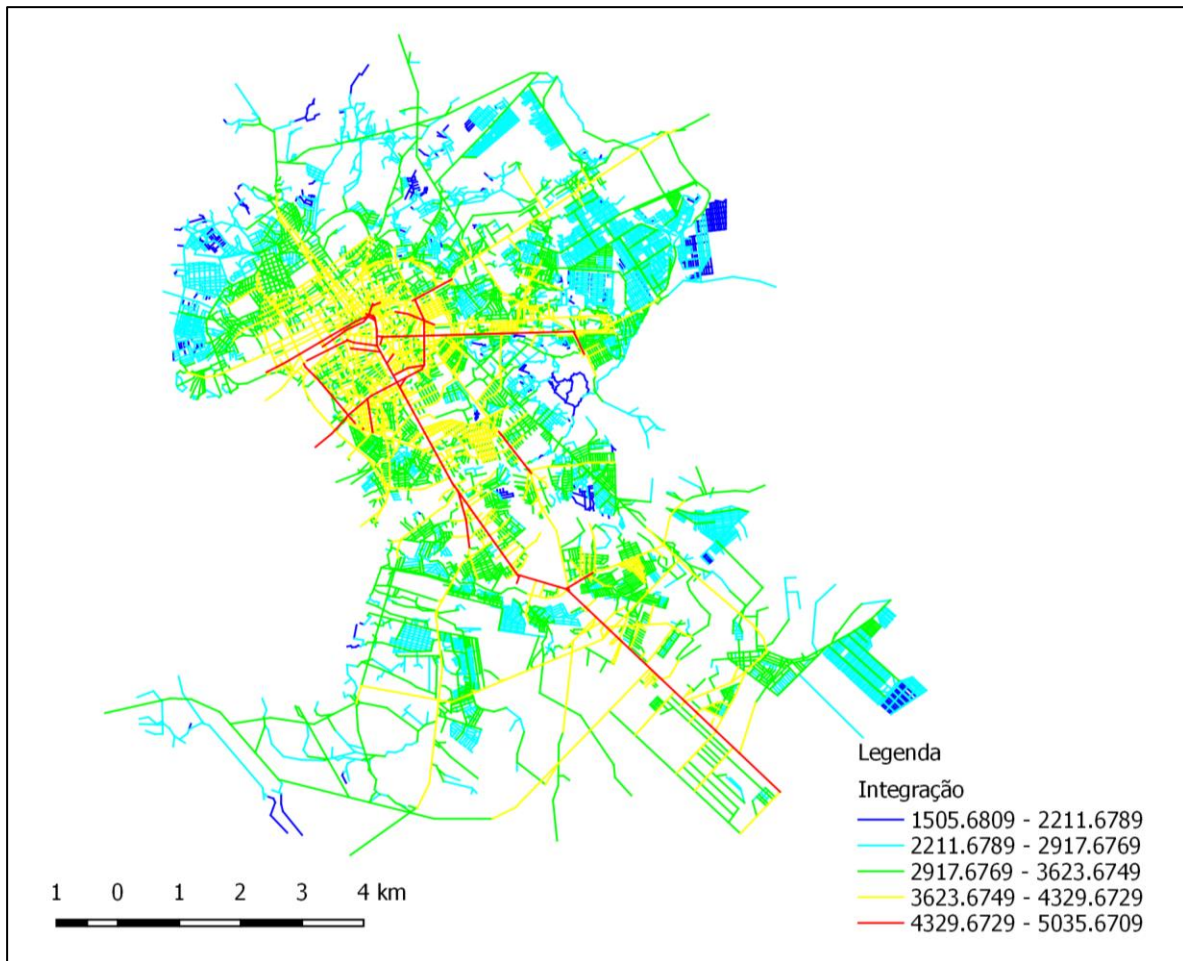 Legenda
Integração
1505.6809 - 2211.6789
2211.6789 - 2917.6769
2917.6769 - 3623.6749
3623.6749 - 4329.6729
4329.6729 - 5035.6709
1 0 1 2 3 4 km